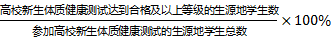 高校新生体质健康测试达到合格及以上等级的生源地学生数
参加高校新生体质健康测试的生源地学生总数
× 100%